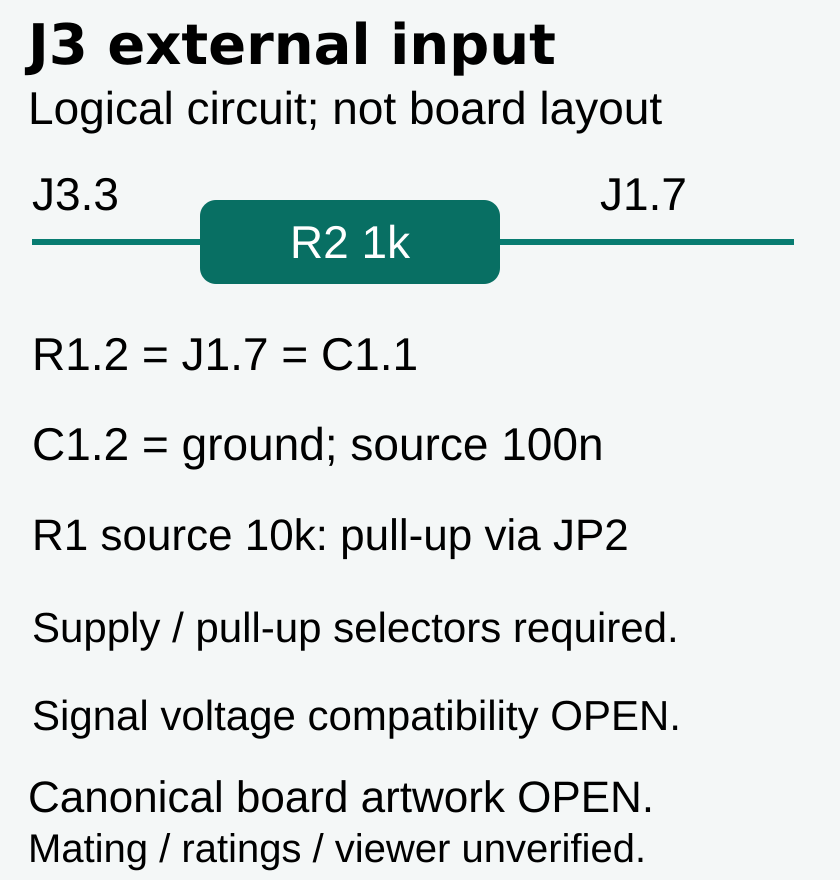 J3 external input
Logical circuit; not board layout
J3.3
J1.7
R2 1k
R1.2 = J1.7 = C1.1
C1.2 = ground; source 100n
R1 source 10k: pull-up via JP2
Supply / pull-up selectors required.
Signal voltage compatibility OPEN.
Canonical board artwork OPEN.
Mating / ratings / viewer unverified.